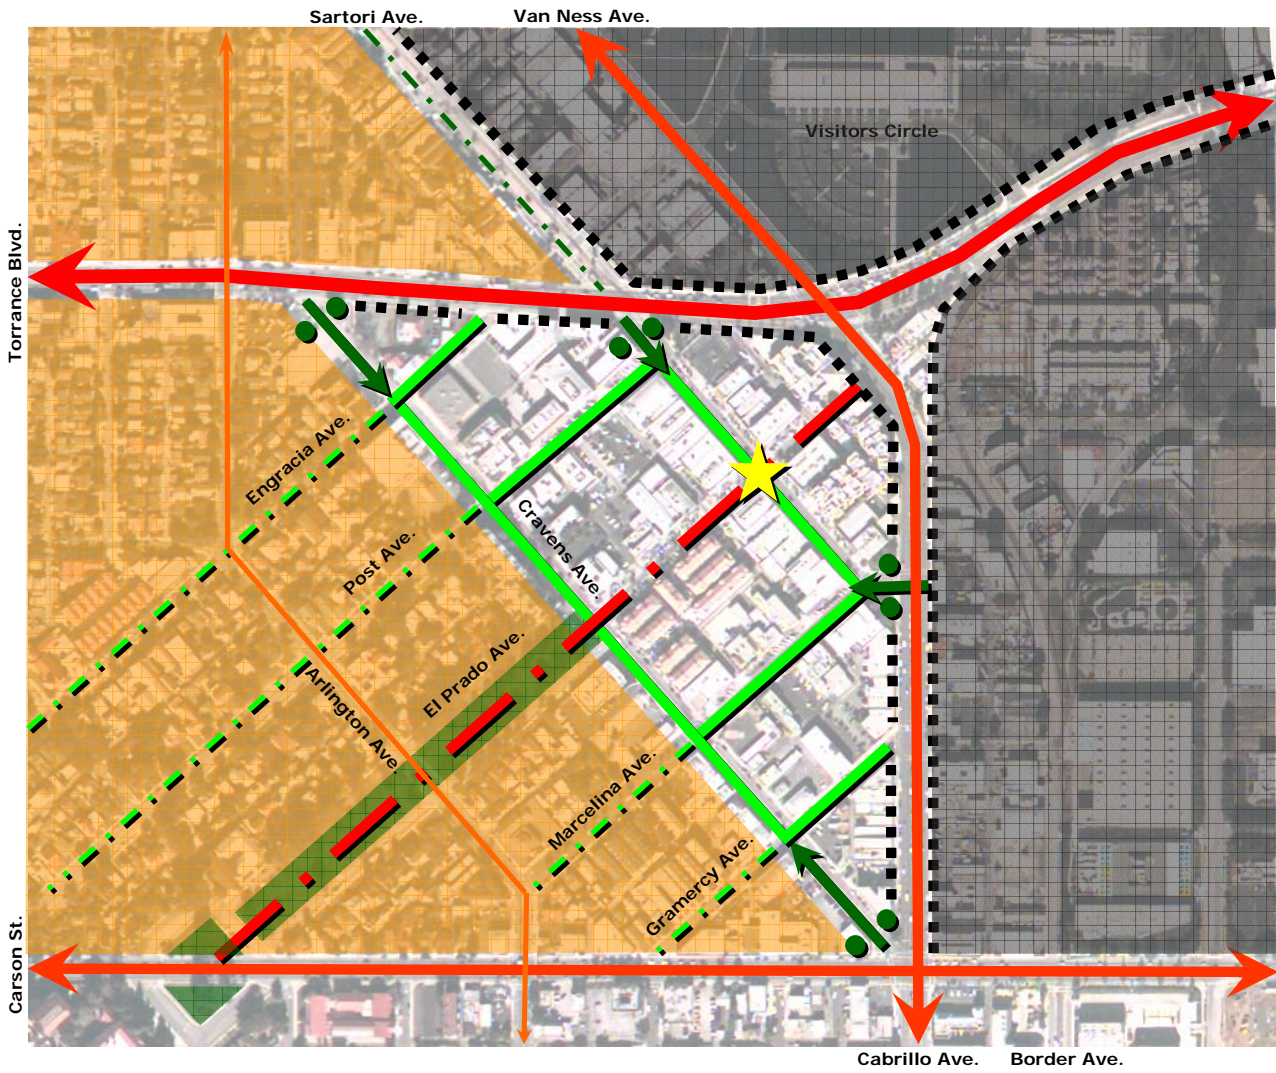 Sartori Ave.
Van Ness Ave.
Visitors Circle
Torrance Blvd.
Engracia Ave.
Post Ave.
Cravens Ave.
El Prado Ave.
Arlington Ave.
Marcelina Ave.
Gramercy Ave.
Carson St.
Cabrillo Ave.
Border Ave.